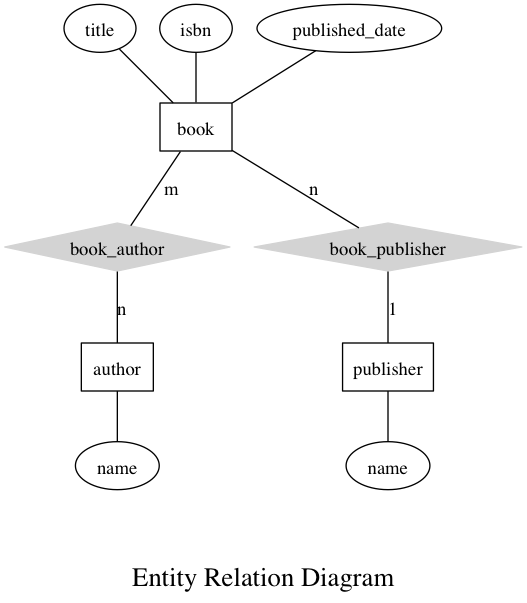 title
isbn
published_date
book
m
n
book_author
book_publisher
n
1
author
publisher
name
name
Entity Relation Diagram